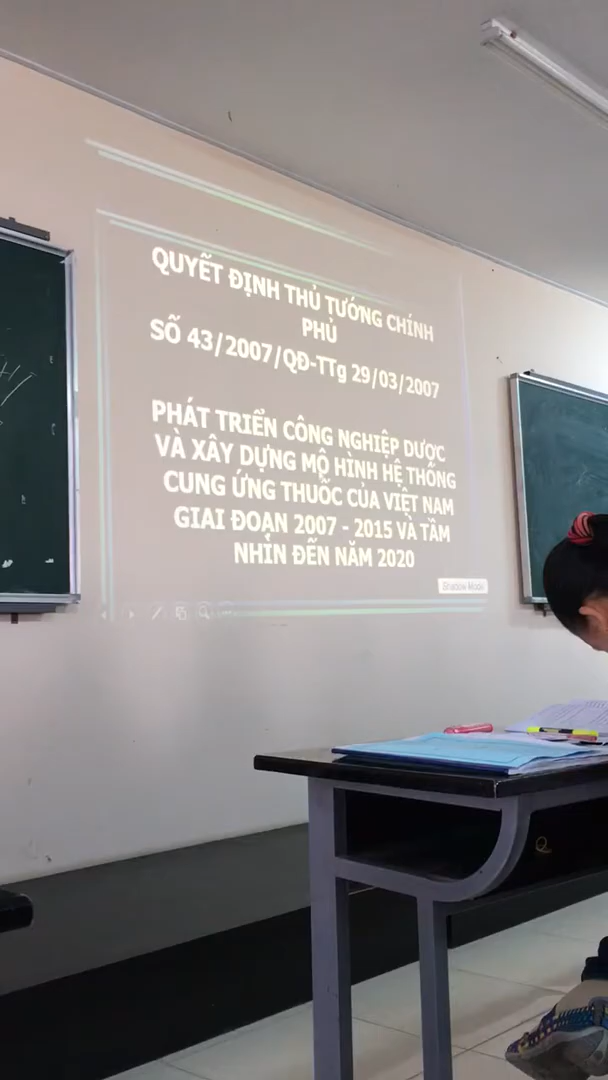 QUYẾT ĐỊNH THỦ TƯỚNG CHÍNH
PHỦ
SỐ 43/2007/QĐ-TTg 29/03/2007
PHÁT TRIỂN CÔNG NGHIỆP DƯỢC
VÀ XÂY DỰNG MÔ HÌNH HỆ THỐNG
CUNG ỨNG THUỐC CỦA VIỆT NAM
GIAI ĐOẠN 2007 - 2015 VÀ TẦM
NHÌN ĐẾN NĂM 2020